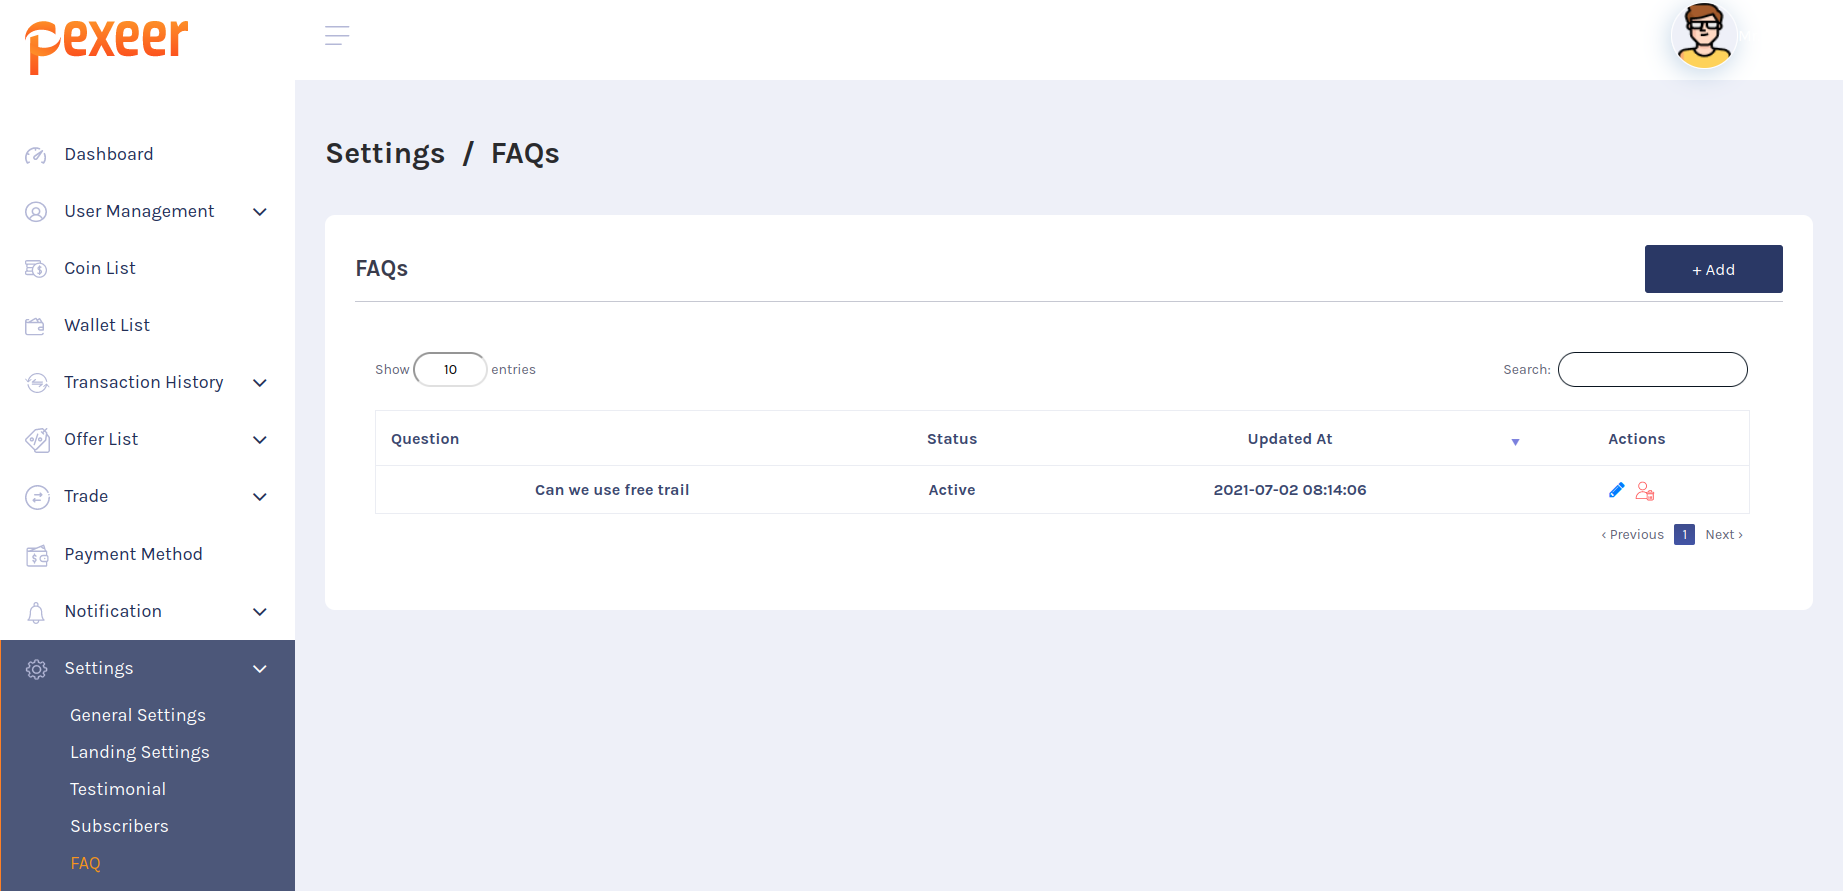 pexeer
Dashboard
User Management
Coin List
Wallet List
Transaction History
Offer List
Trade
Payment Method
Notification
Settings
General Settings
Landing Settings
Testimonial
Subscribers
FAQ
Settings / FAQs
FAQs
+ Add
Show 10 entries
Search:
Question Status Updated At Actions
Can we use free trail Active 2021-07-02 08:14:06
‹ Previous 1 Next ›